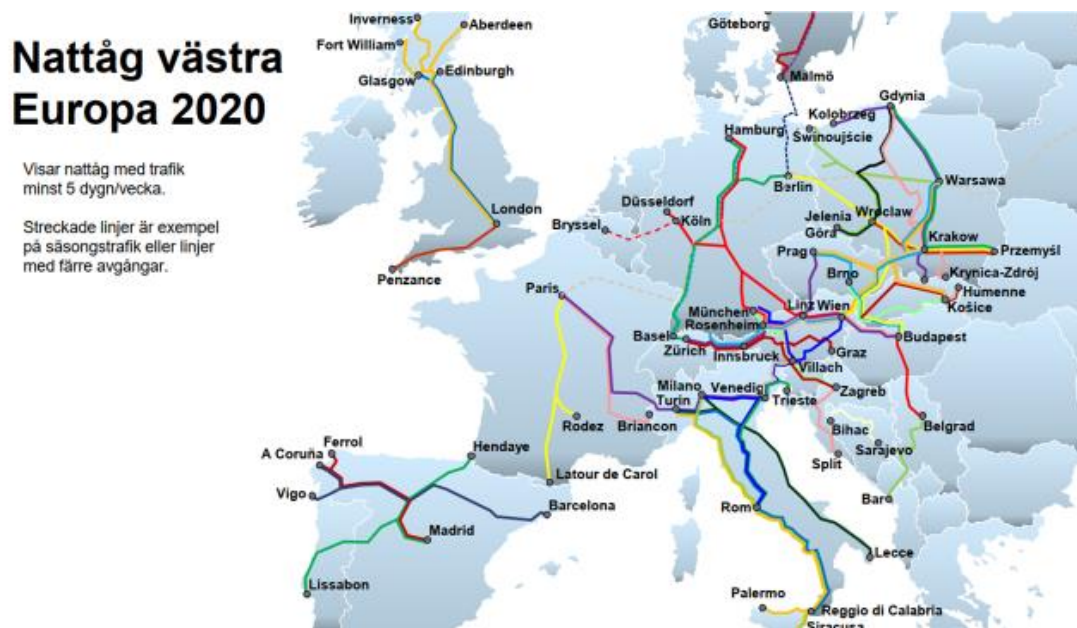 Nattåg västra
Europa 2020
Visar nattåg med trafik
minst 5 dygn/vecka.
Streckade linjer är exempel
på säsongstrafik eller linjer
med färre avgångar.
Inverness
Aberdeen
Fort William
Glasgow
Edinburgh
London
Penzance
Göteborg
Malmö
Gdynia
Kolobrzeg
Swinoujście
Hamburg
Berlin
Warsawa
Düsseldorf
Köln
Bryssel
Jelenia
Góra
Wroclaw
Krakow
Przemyśl
Prag
Brno
Krynica-Zdrój
Humenne
Košice
Paris
München
Rosenheim
Linz
Wien
Basel
Zürich
Innsbruck
Graz
Budapest
Villach
Milano
Venedig
Turin
Trieste
Zagreb
Rodez
Briancon
Bihac
Belgrad
Sarajevo
Split
Bar
Ferrol
A Coruña
Hendaye
Vigo
Latour de Carol
Barcelona
Madrid
Rom
Lecce
Lissabon
Palermo
Reggio di Calabria
Siracusa